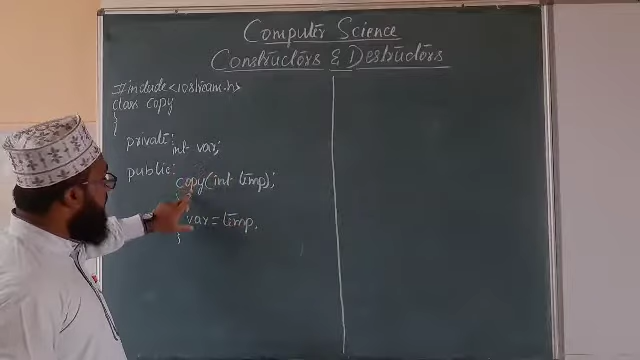 Computer Science
Constructors & Destructors
#include <iostream.h>
class copy
{
private:
int var;
public:
copy(int temp);
{
var = temp.
}